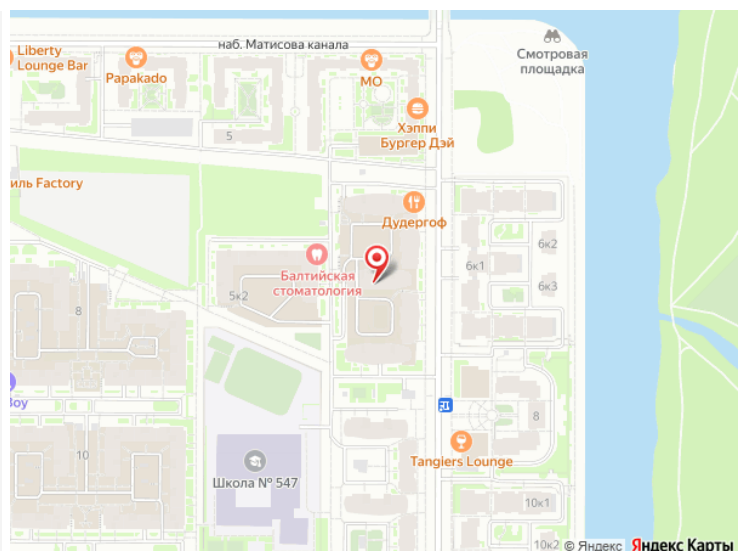 наб. Матисова канала
Liberty
Lounge Bar
Papakado
МО
Смотровая
площадка
5
Хэппи
Бургер Дэй
иль Factory
Дудергоф
6к2
6к1
6к3
Балтийская
стоматология
5к2
8
Boy
8
10
Школа № 547
Tangiers Lounge
10к1
10к2
© Яндекс Яндекс Карты